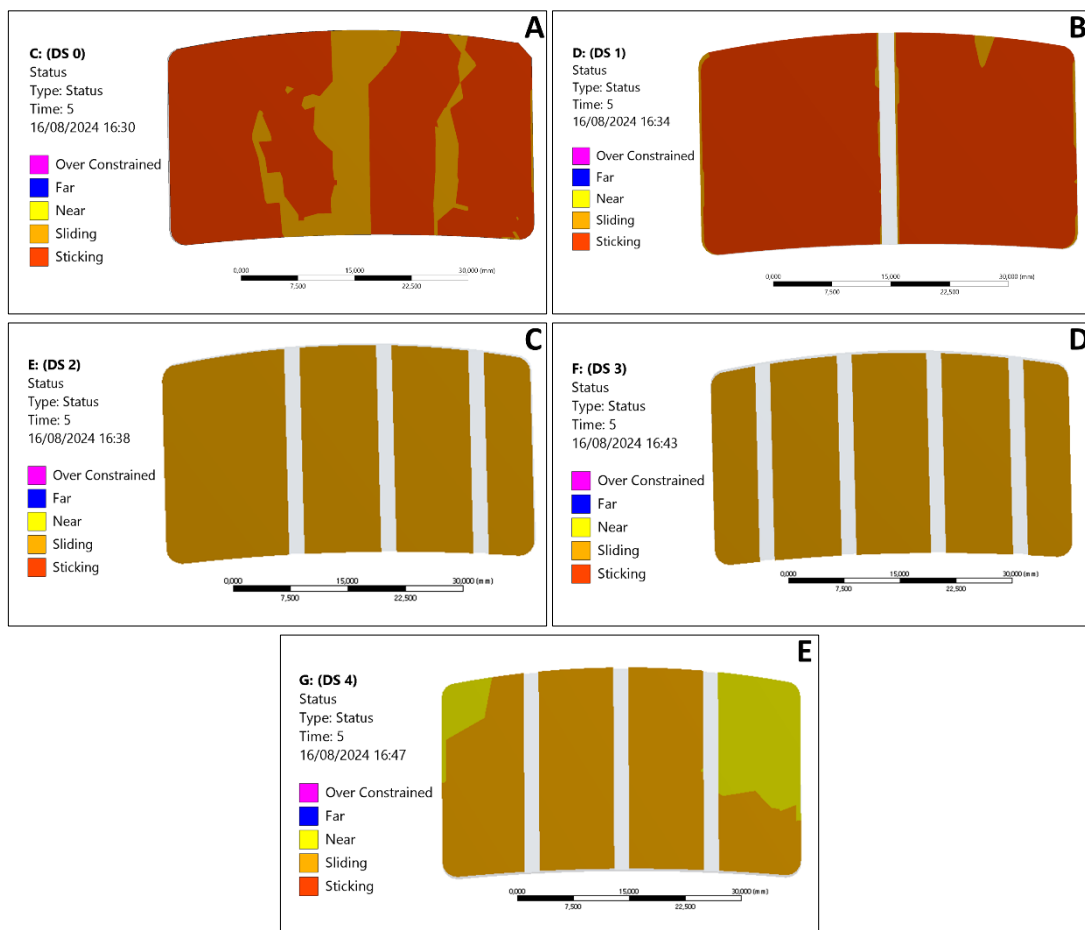 A
C: (DS 0)
Status
Type: Status
Time: 5
16/08/2024 16:30
Over Constrained
Far
Near
Sliding
Sticking
0,000 15,000 30,000 (mm)
7,500 22,500
B
D: (DS 1)
Status
Type: Status
Time: 5
16/08/2024 16:34
Over Constrained
Far
Near
Sliding
Sticking
0,000 15,000 30,000 (mm)
7,500 22,500
C
E: (DS 2)
Status
Type: Status
Time: 5
16/08/2024 16:38
Over Constrained
Far
Near
Sliding
Sticking
0,000 15,000 30,000 (mm)
7,500 22,500
D
F: (DS 3)
Status
Type: Status
Time: 5
16/08/2024 16:43
Over Constrained
Far
Near
Sliding
Sticking
0,000 15,000 30,000 (mm)
7,500 22,500
E
G: (DS 4)
Status
Type: Status
Time: 5
16/08/2024 16:47
Over Constrained
Far
Near
Sliding
Sticking
0,000 15,000 30,000 (mm)
7,500 22,500